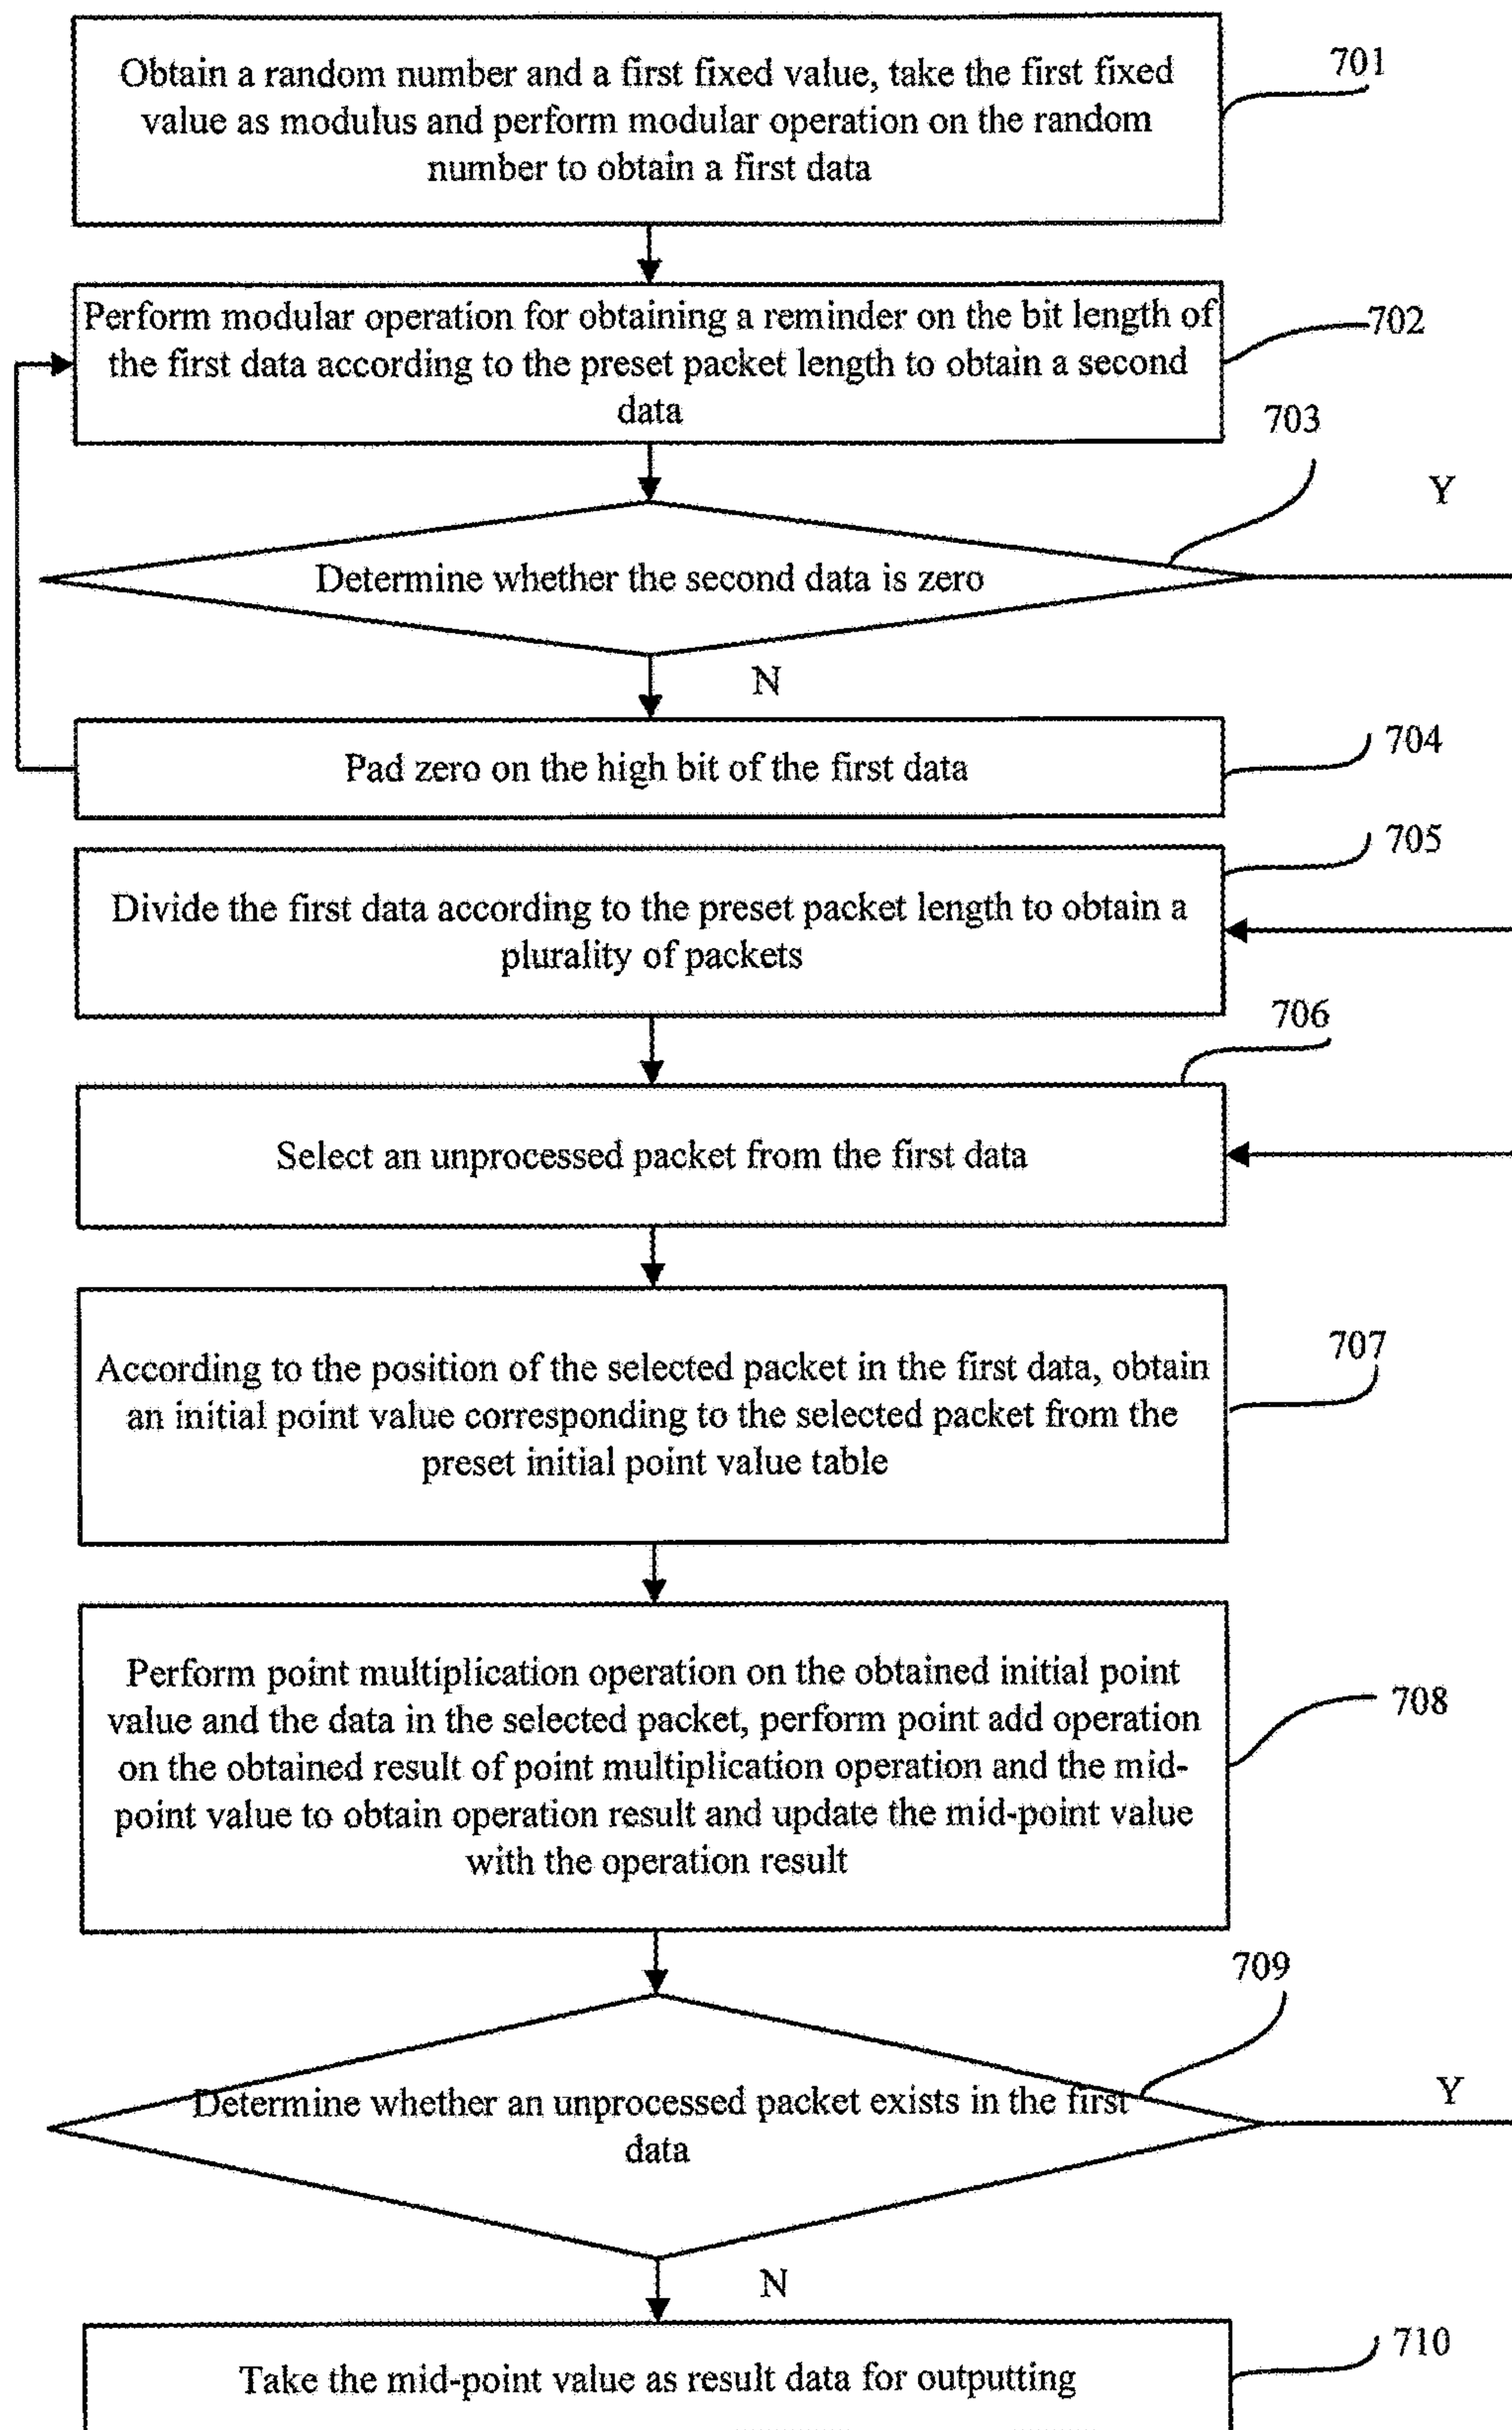 Obtain a random number and a first fixed value, take the first fixed
value as modulus and perform modular operation on the random
number to obtain a first data
701
Perform modular operation for obtaining a reminder on the bit length of
the first data according to the preset packet length to obtain a second
data
702
703
Y
Determine whether the second data is zero
N
Pad zero on the high bit of the first data
704
705
Divide the first data according to the preset packet length to obtain a
plurality of packets
706
Select an unprocessed packet from the first data
According to the position of the selected packet in the first data, obtain
an initial point value corresponding to the selected packet from the
preset initial point value table
707
Perform point multiplication operation on the obtained initial point
value and the data in the selected packet, perform point add operation
on the obtained result of point multiplication operation and the mid-
point value to obtain operation result and update the mid-point value
with the operation result
708
709
Y
Determine whether an unprocessed packet exists in the first
data
N
Take the mid-point value as result data for outputting
710